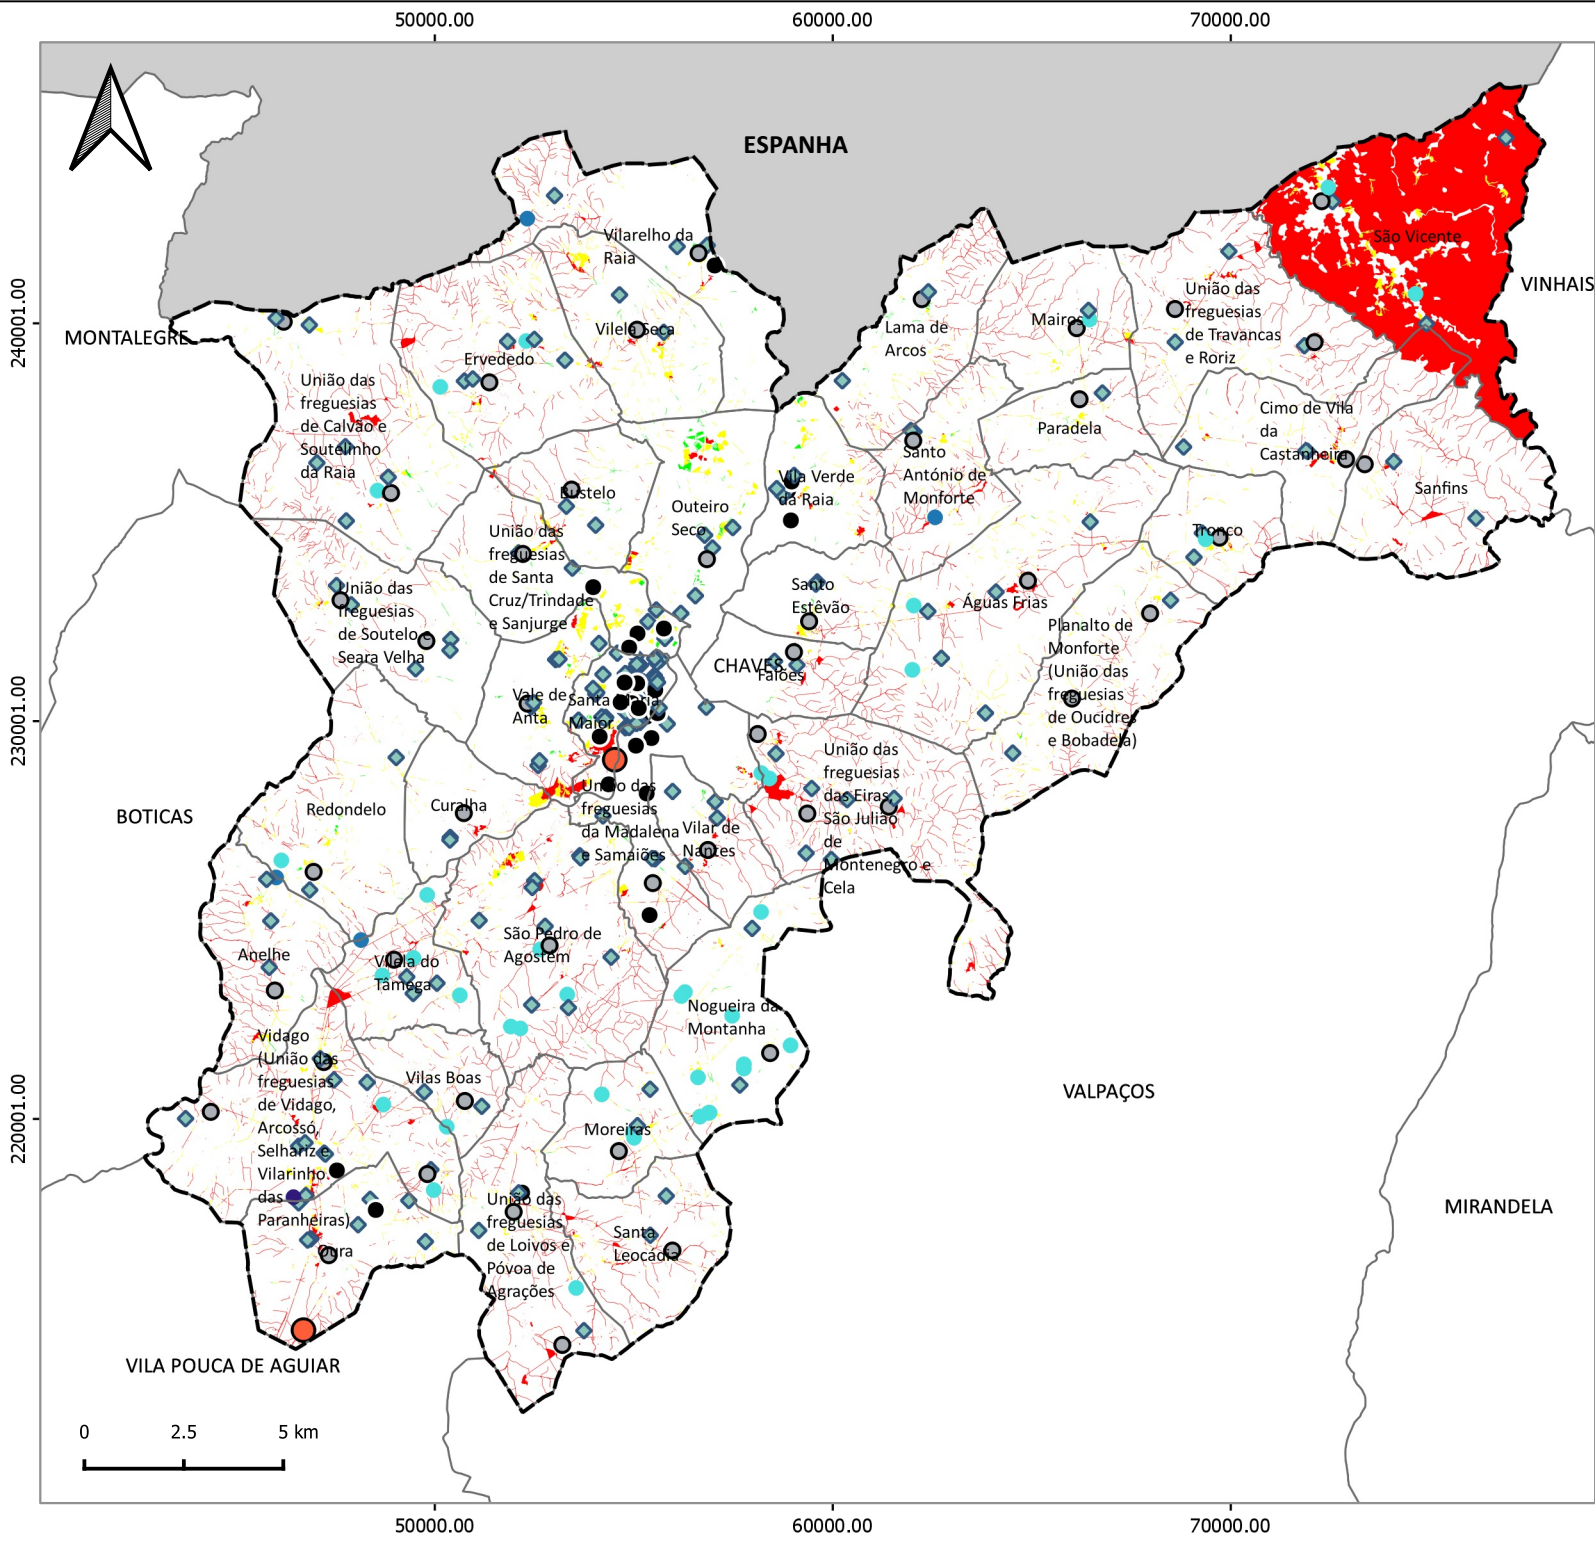 50000.00
60000.00
70000.00
ESPANHA
Vilarelho da
Raia
São Vicente
VINHAIS
240001.00
MONTALEGRE
Vilela Seca
Ervededo
Lama de
Arcos
Mairos
União das
freguesias
de Travancas
e Roriz
União das
freguesias
de Calvão e
Soutelinho
da Raia
Cimo de Vila
da
Castanheira
Paradela
Santo
António de
Monforte
Vila Verde
da Raia
Bustelo
Outeiro
Seco
Sanfins
União das
freguesias
de Santa
Cruz/Trindade
e Sanjurge
Tronco
União das
freguesias
de Soutelo e
Seara Velha
Santo
Estêvão
Águas Frias
Planalto de
Monforte
(União das
freguesias
de Oucidres
e Bobadela)
CHAVES
Faiões
230001.00
Vale de
Anta
Santa Maria
Maior
União das
freguesias
das Eiras,
São Julião
de
Montenegro e
Cela
BOTICAS
Redondelo
Curalha
União das
freguesias
da Madalena
e Samaiões
Vilar de
Nantes
São Pedro de
Agostém
Anelhe
Vilela do
Tâmega
Nogueira da
Montanha
Vidago
(União das
freguesias
de Vidago,
Arcossó,
Selhariz e
Vilarinho
das
Paranheiras)
Vilas Boas
VALPAÇOS
220001.00
Moreiras
União das
freguesias
de Loivos e
Póvoa de
Agrações
Santa
Leocádia
MIRANDELA
Oura
VILA POUCA DE AGUIAR
0
2.5
5 km
50000.00
60000.00
70000.00